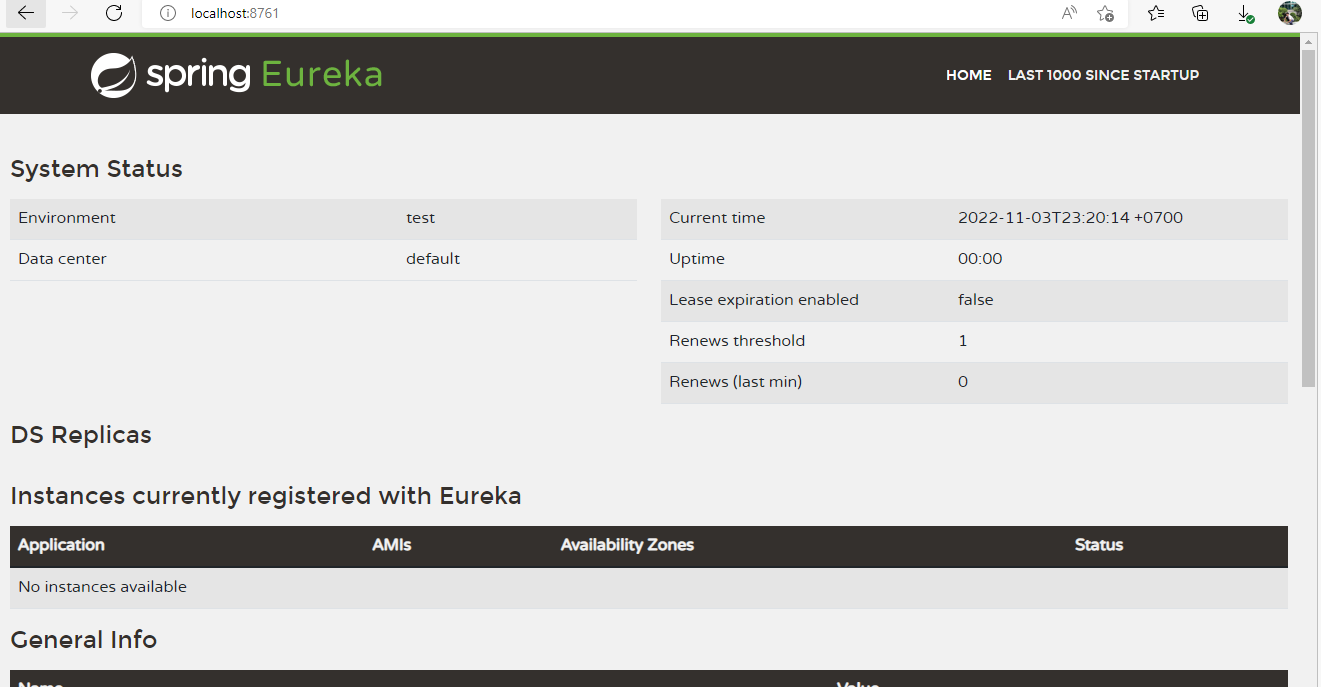 localhost:8761
spring Eureka
HOME LAST 1000 SINCE STARTUP
System Status
Environment test
Data center default
Current time 2022-11-03T23:20:14 +0700
Uptime 00:00
Lease expiration enabled false
Renews threshold 1
Renews (last min) 0
DS Replicas
Instances currently registered with Eureka
Application AMIs Availability Zones Status
No instances available
General Info
Name Value